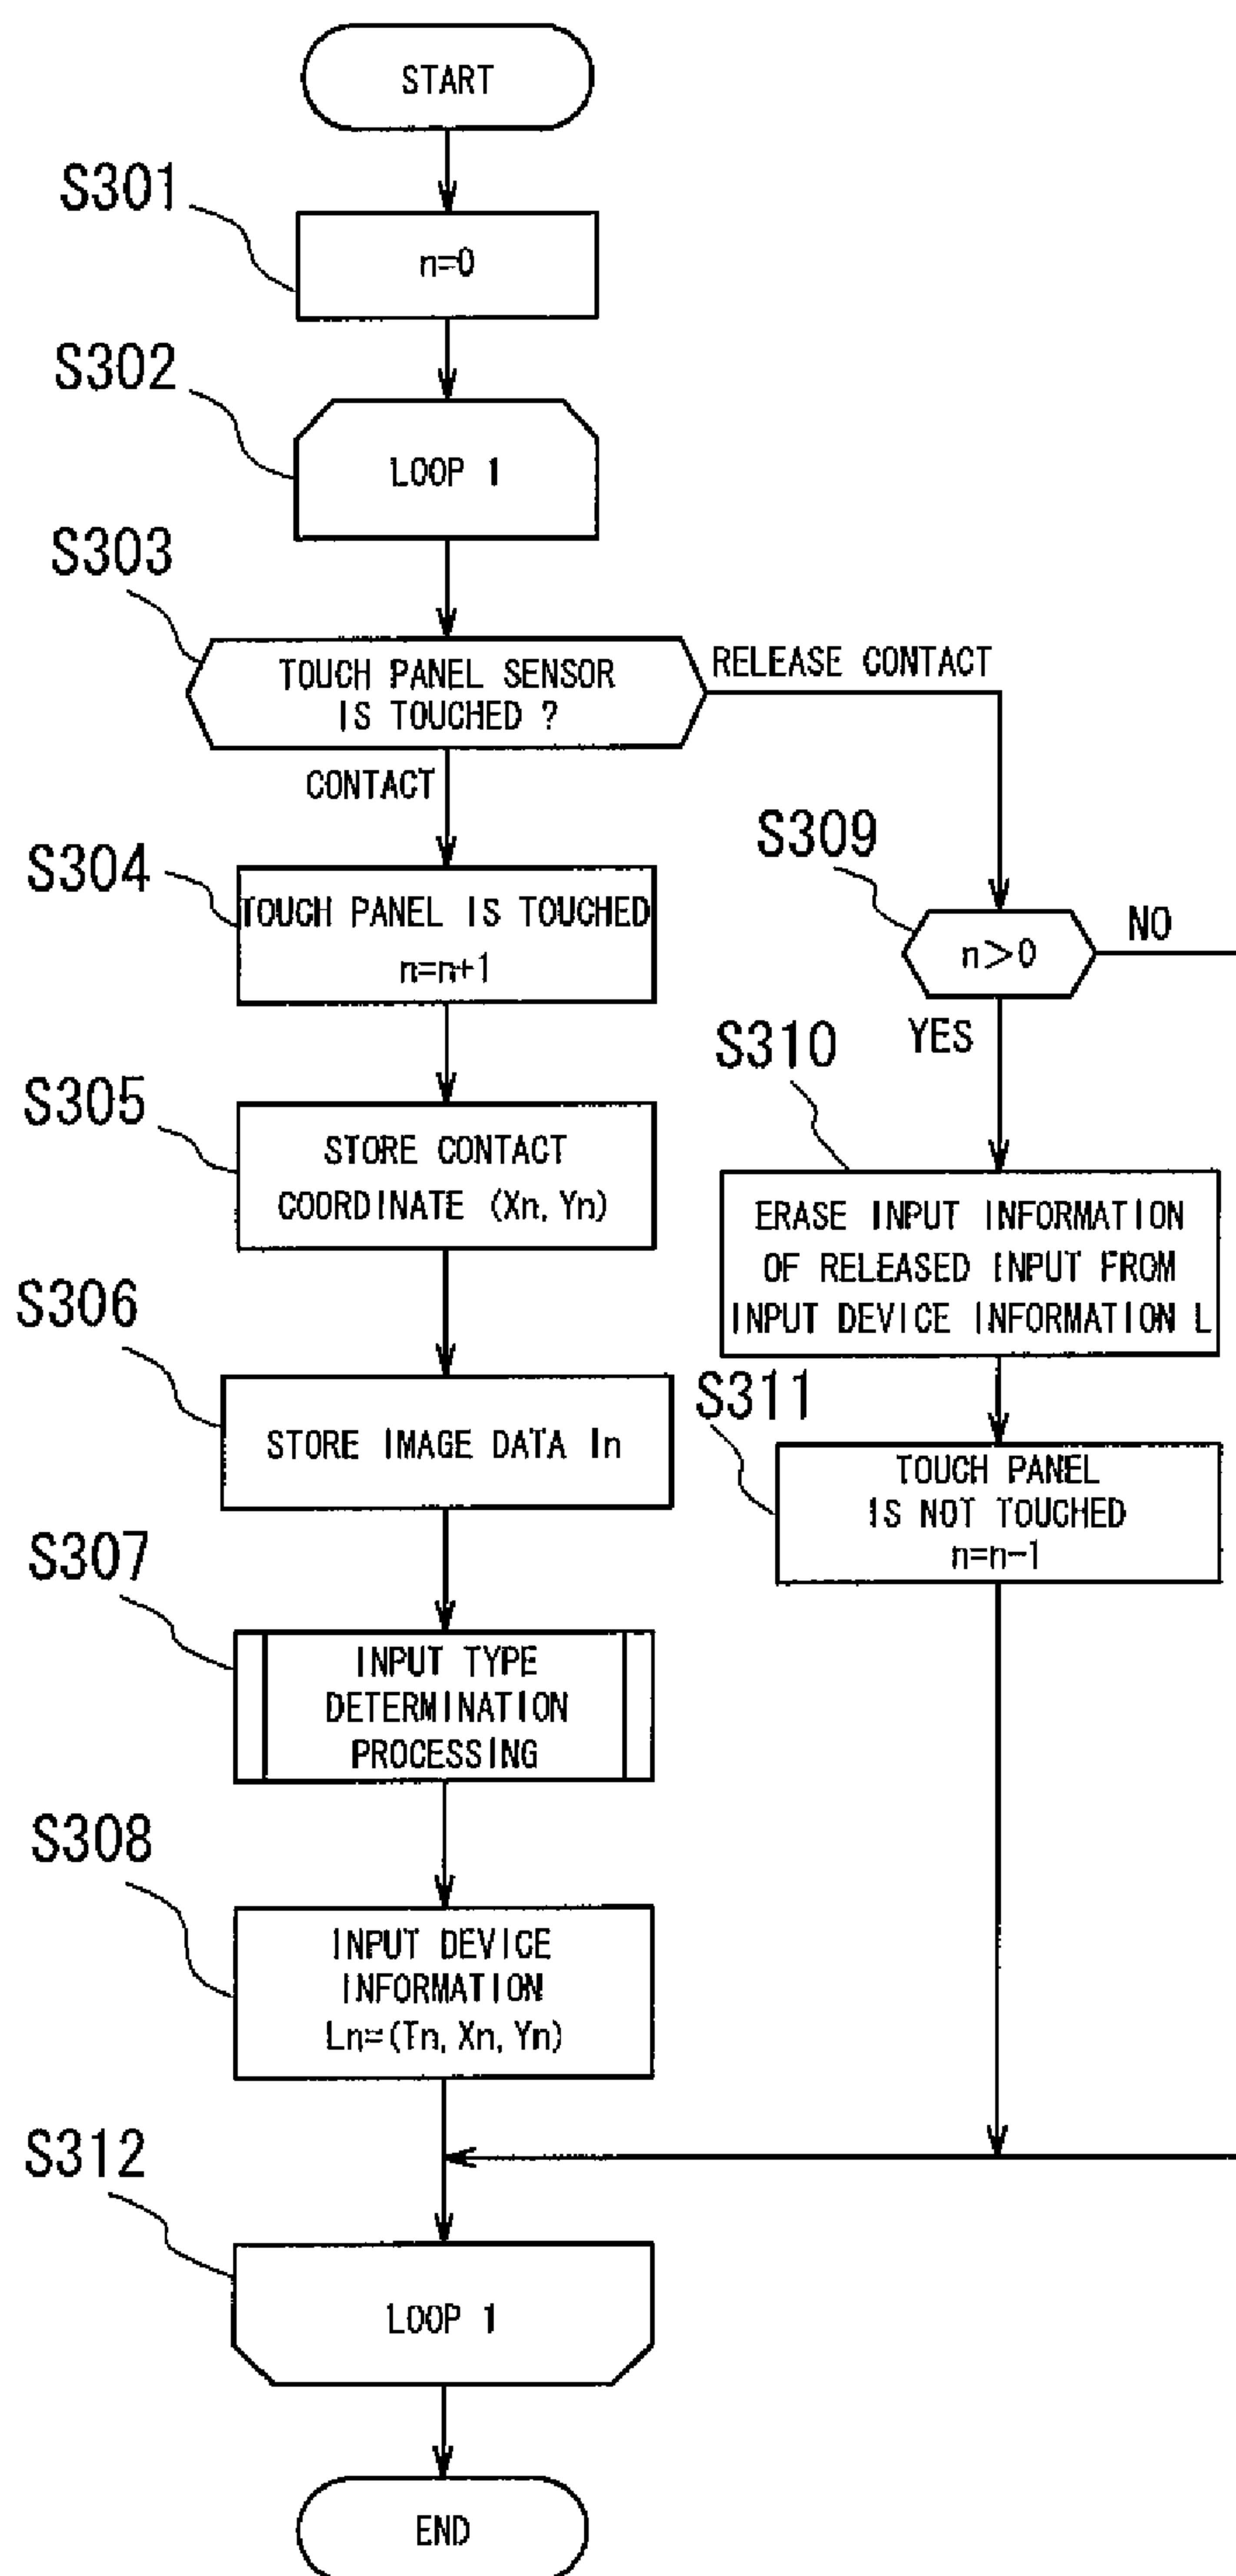 START
S301
n=0
S302
LOOP 1
S303
TOUCH PANEL SENSOR
IS TOUCHED ?
RELEASE CONTACT
CONTACT
S304
TOUCH PANEL IS TOUCHED
n=n+1
S305
STORE CONTACT
COORDINATE (Xn, Yn)
S306
STORE IMAGE DATA In
S307
INPUT TYPE
DETERMINATION
PROCESSING
S308
INPUT DEVICE
INFORMATION
Ln=(Tn, Xn, Yn)
S309
n>0
NO
YES
S310
ERASE INPUT INFORMATION
OF RELEASED INPUT FROM
INPUT DEVICE INFORMATION L
S311
TOUCH PANEL
IS NOT TOUCHED
n=n-1
S312
LOOP 1
END